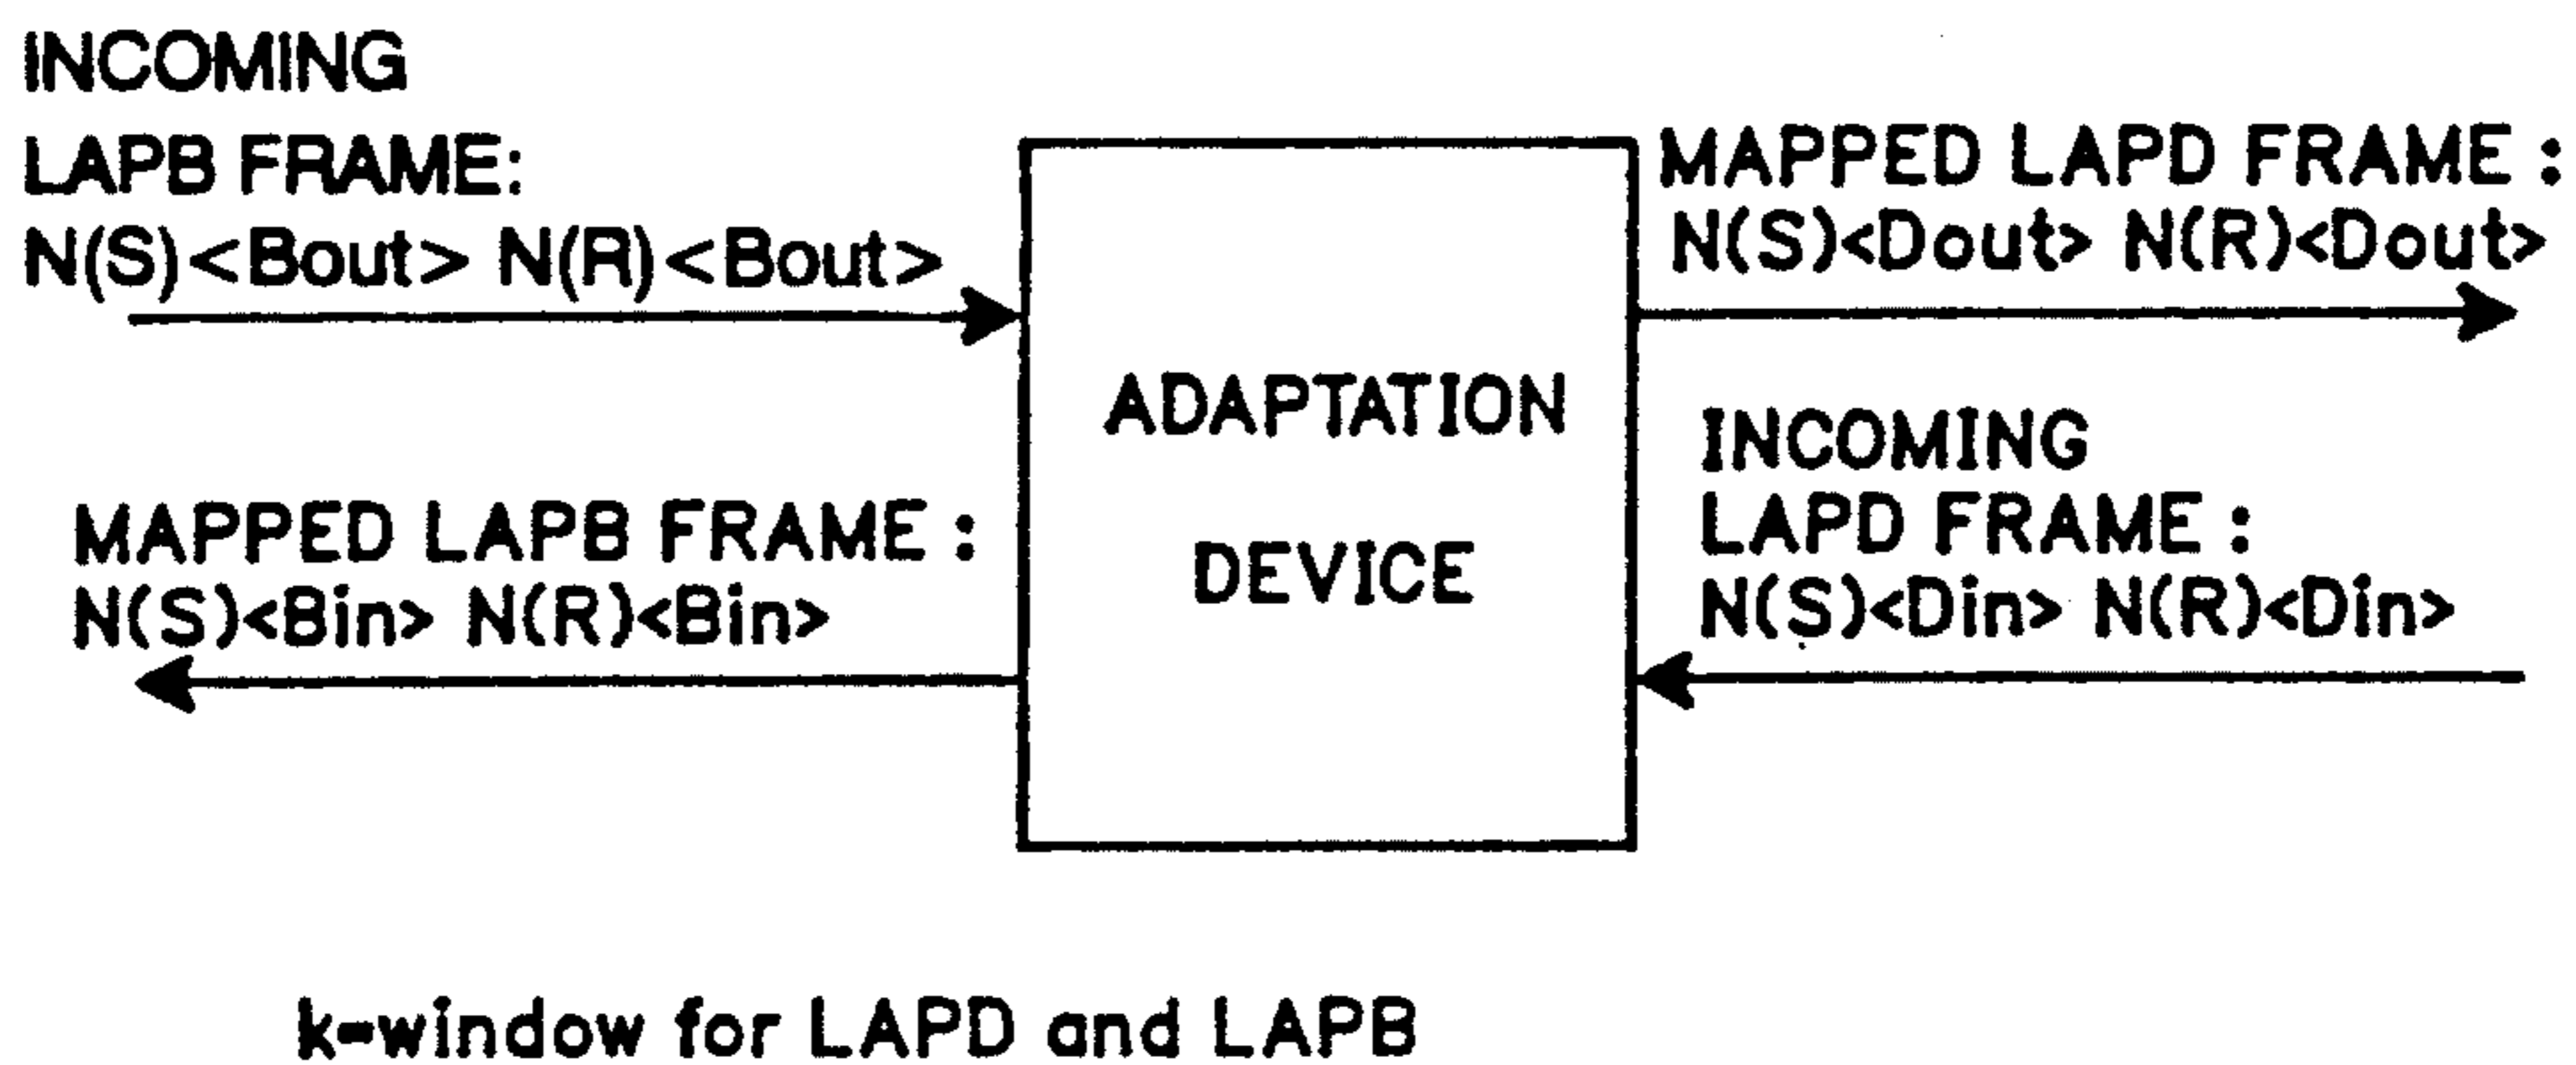 INCOMING
LAPB FRAME:
N(S)<Bout> N(R)<Bout>
MAPPED LAPD FRAME :
N(S)<Dout> N(R)<Dout>
ADAPTATION
DEVICE
MAPPED LAPB FRAME :
N(S)<Bin> N(R)<Bin>
INCOMING
LAPD FRAME :
N(S)<Din> N(R)<Din>
k-window for LAPD and LAPB